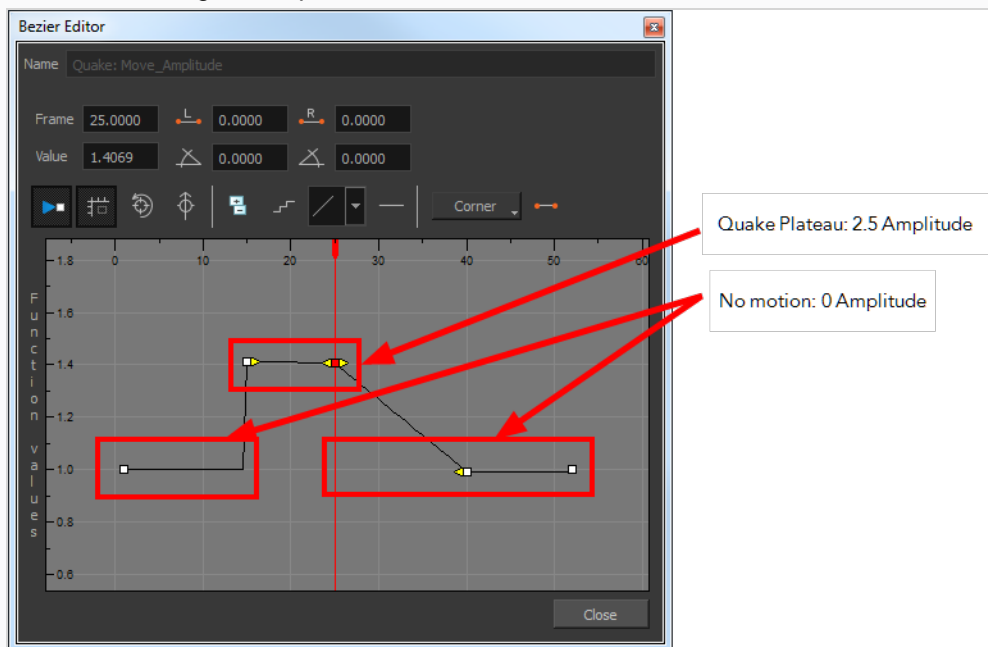 Bezier Editor
Name Quake: Move_Amplitude
Frame 25.0000 L 0.0000 R 0.0000
Value 1.4069 0.0000 0.0000
Corner
Quake Plateau: 2.5 Amplitude
No motion: 0 Amplitude
1.8 0 10 20 30 40 50 60
1.6
1.4
1.2
1.0
0.8
0.6
Function values
Close